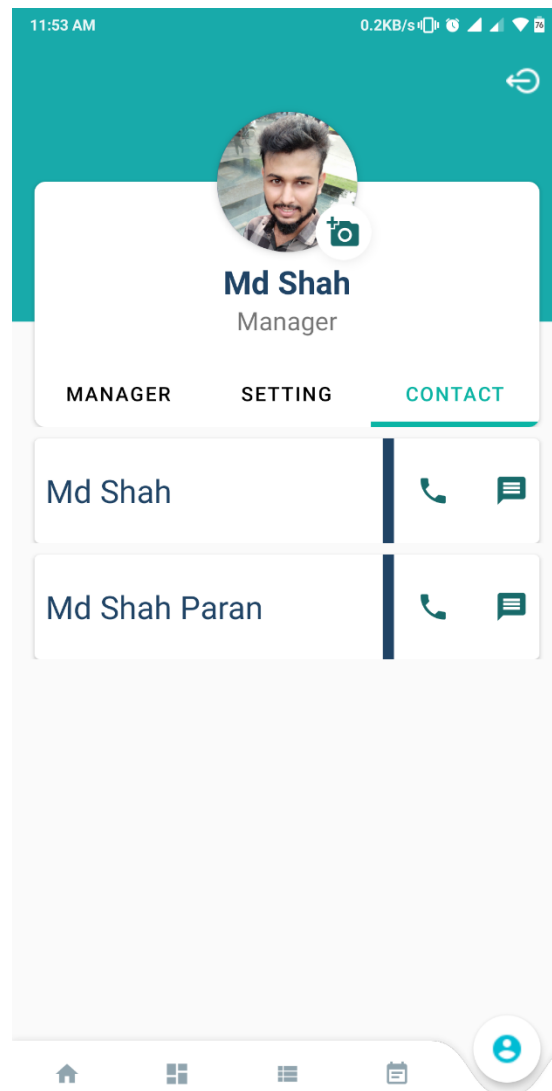 11:53 AM 0.2KB/s 76
Md Shah
Manager
MANAGER SETTING CONTACT
Md Shah
Md Shah Paran